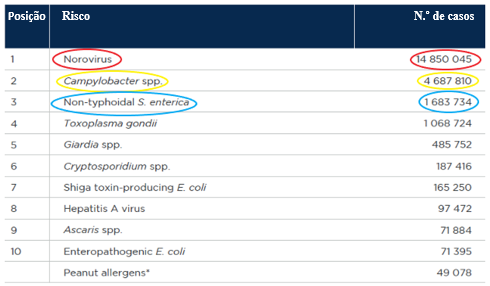 Posição Risco N.° de casos
1 Norovirus 14 850 045
2 Campylobacter spp. 4 687 810
3 Non-typhoidal S. enterica 1 683 734
4 Toxoplasma gondii 1 068 724
5 Giardia spp. 485 752
6 Cryptosporidium spp. 187 416
7 Shiga toxin-producing E. coli 165 250
8 Hepatitis A virus 97 472
9 Ascaris spp. 71 884
10 Enteropathogenic E. coli 71 395
Peanut allergens* 49 078